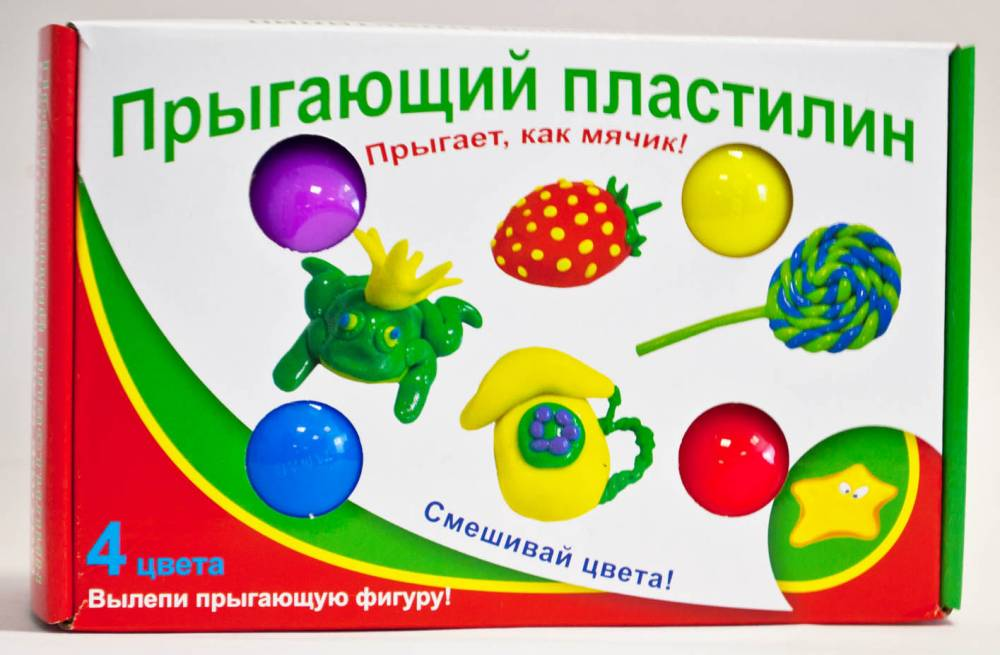 Прыгающий пластилин
Прыгает, как мячик!
Смешивай цвета!
4 цвета
Вылепи прыгающую фигуру!